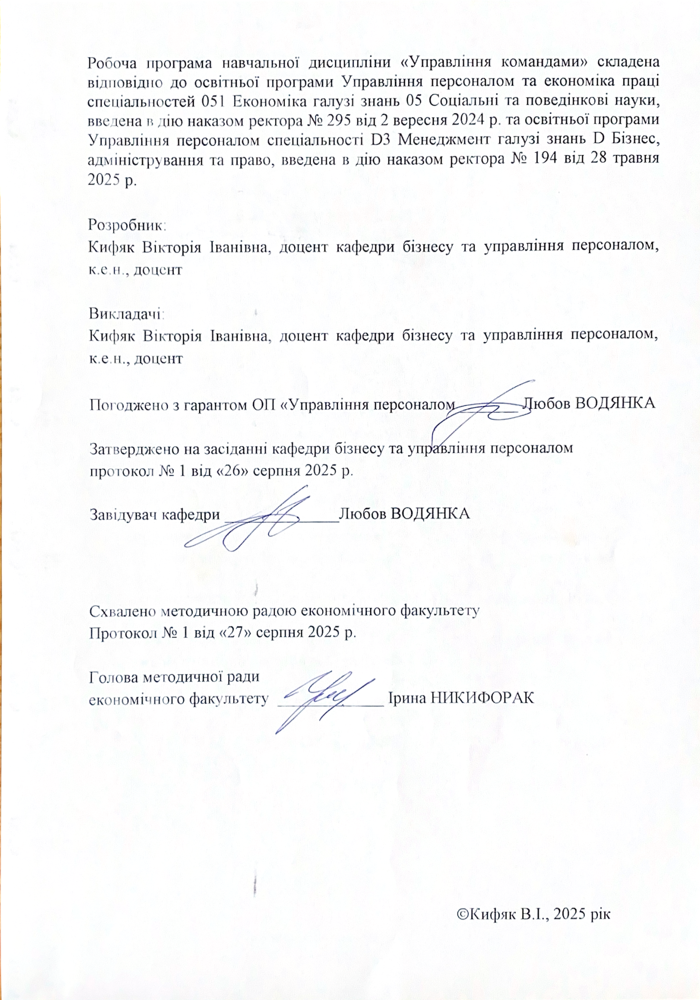 Робоча програма навчальної дисципліни «Управління командами» складена
відповідно до освітньої програми Управління персоналом та економіка праці
спеціальностей 051 Економіка галузі знань 05 Соціальні та поведінкові науки,
введена в дію наказом ректора № 295 від 2 вересня 2024 р. та освітньої програми
Управління персоналом спеціальності D3 Менеджмент галузі знань D Бізнес,
адміністрування та право, введена в дію наказом ректора № 194 від 28 травня
2025 р.
Розробник:
Кифяк Вікторія Іванівна, доцент кафедри бізнесу та управління персоналом,
к.е.н., доцент
Викладачі:
Кифяк Вікторія Іванівна, доцент кафедри бізнесу та управління персоналом,
к.е.н., доцент
Погоджено з гарантом ОП «Управління персоналом ________ Любов ВОДЯНКА
Затверджено на засіданні кафедри бізнесу та управління персоналом
протокол № 1 від «26» серпня 2025 р.
Завідувач кафедри ______________Любов ВОДЯНКА
Схвалено методичною радою економічного факультету
Протокол № 1 від «27» серпня 2025 р.
Голова методичної ради
економічного факультету _____________ Ірина НИКИФОРАК
©Кифяк В.І., 2025 рік